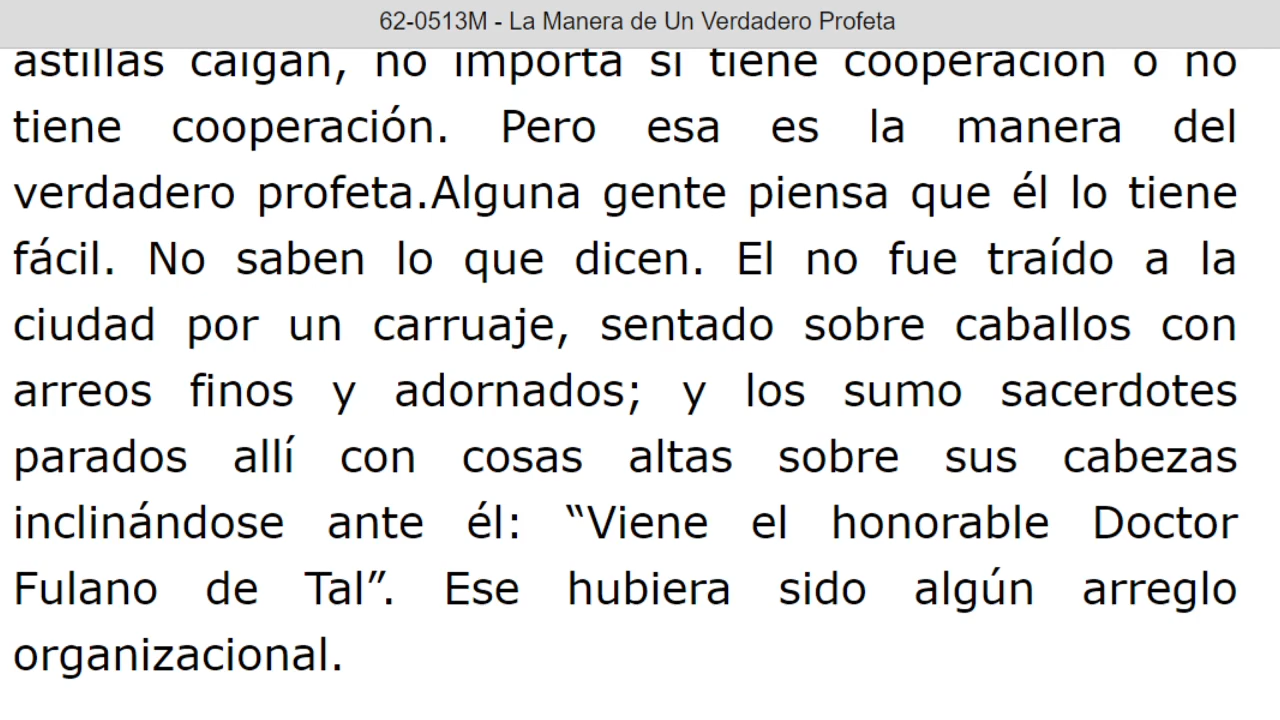 62-0513M - La Manera de Un Verdadero Profeta
astillas caigan, no importa si tiene cooperación o no
tiene cooperación. Pero esa es la manera del
verdadero profeta.Alguna gente piensa que él lo tiene
fácil. No saben lo que dicen. El no fue traído a la
ciudad por un carruaje, sentado sobre caballos con
arreos finos y adornados; y los sumo sacerdotes
parados allí con cosas altas sobre sus cabezas
inclinándose ante él: “Viene el honorable Doctor
Fulano de Tal”. Ese hubiera sido algún arreglo
organizacional.